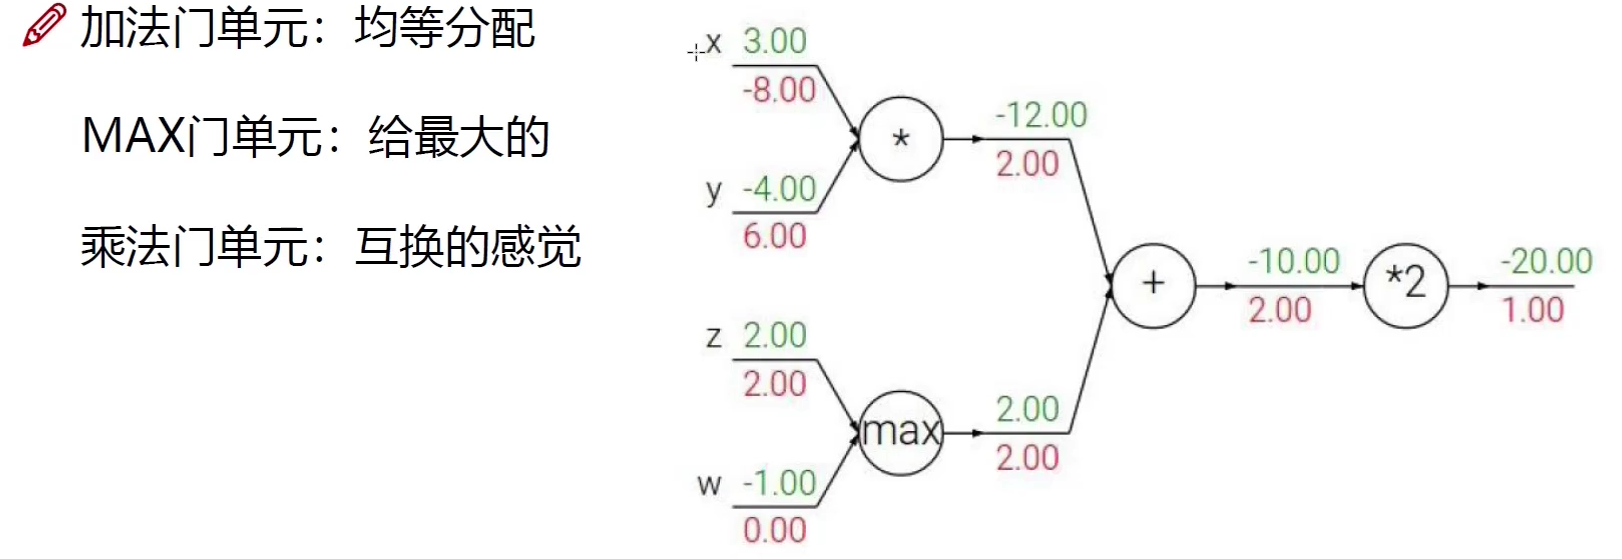 加法门单元：均等分配
MAX门单元：给最大的
乘法门单元：互换的感觉
x 3.00
-8.00
*
-12.00
2.00
y -4.00
6.00
+
-10.00
2.00
*2
-20.00
1.00
z 2.00
2.00
max
2.00
2.00
w -1.00
0.00